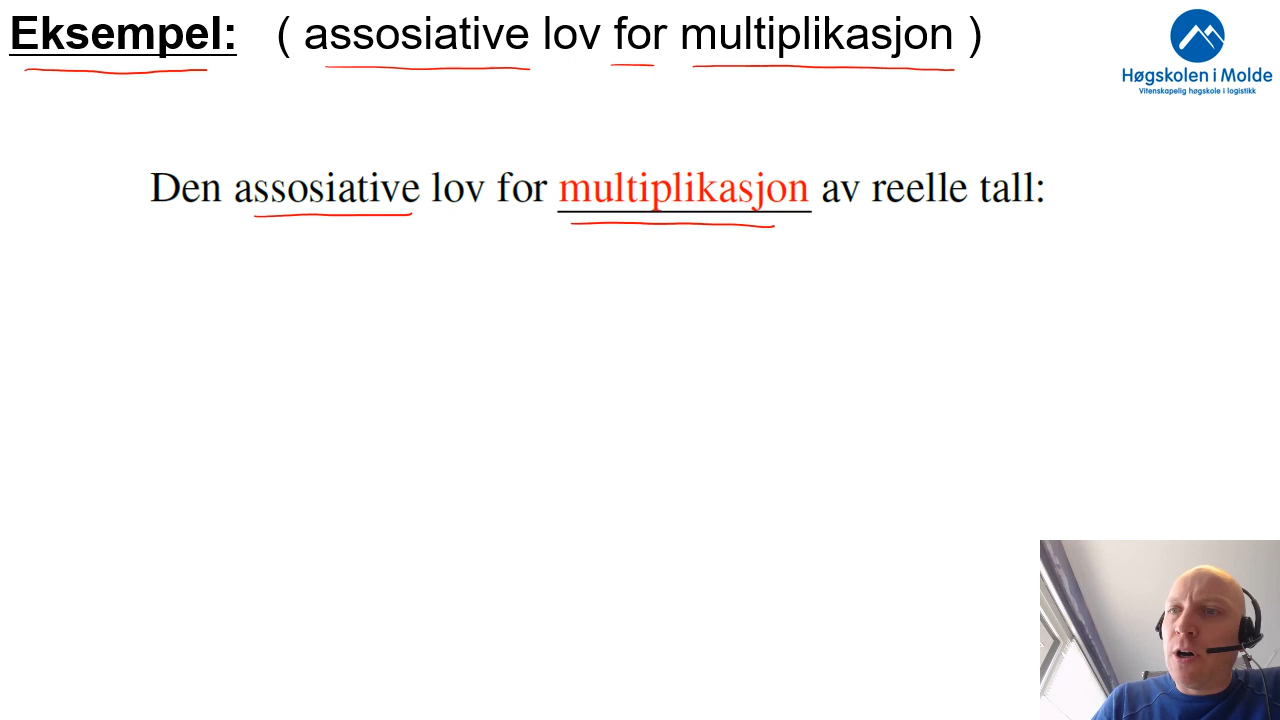 Eksempel: ( assosiative lov for multiplikasjon )
Høgskolen i Molde
Vitenskapelig høgskole i logistikk
Den assosiative lov for multiplikasjon av reelle tall: